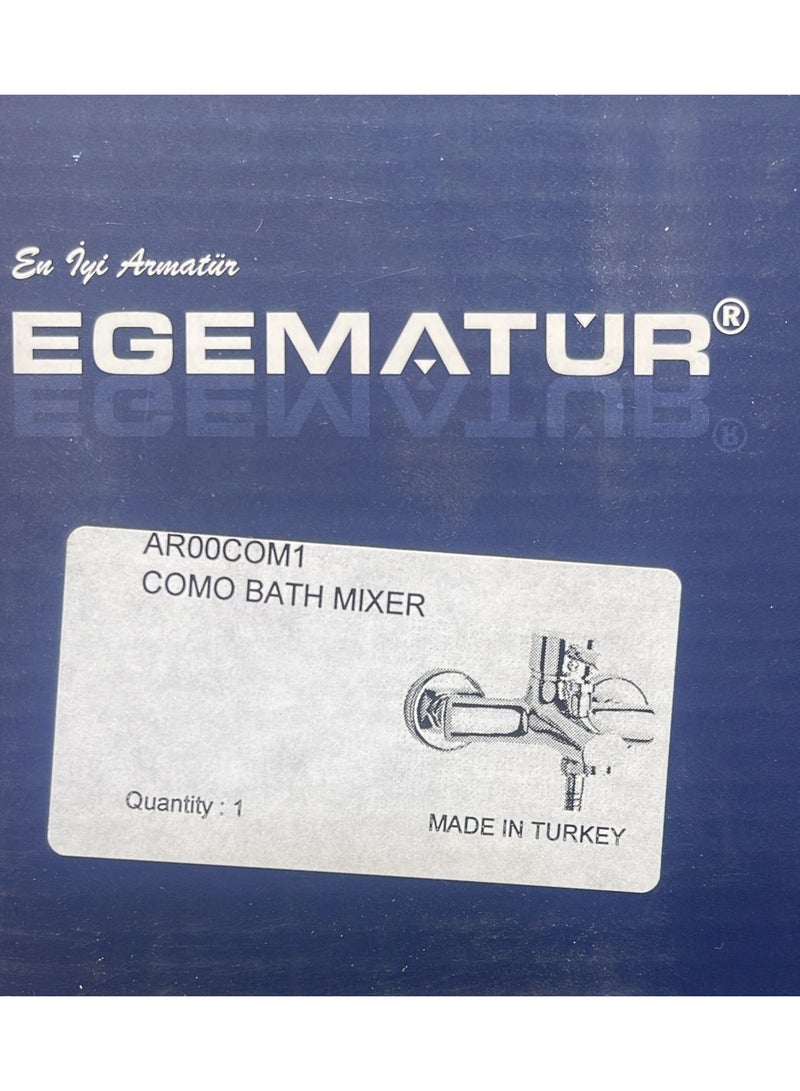 En İyi Armatür
EGEMATÜR®
AR00COM1
COMO BATH MIXER
Quantity : 1
MADE IN TURKEY